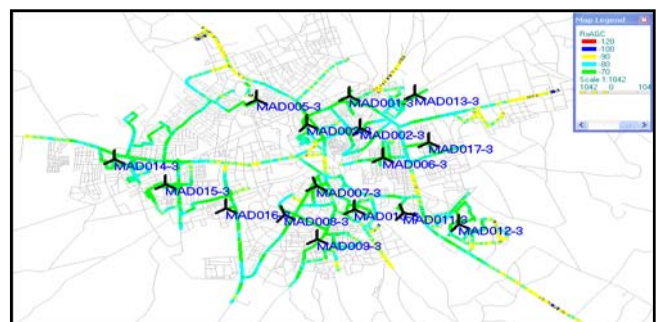 Map Legend
RxAGC
-120
-100
-90
-80
-70
Scale 1:1042
1042 0 104
MAD005-3
MAD001-3
MAD013-3
MAD002-3
MAD017-3
MAD006-3
MAD014-3
MAD015-3
MAD007-3
MAD016
MAD008-3
MAD011-3
MAD012-3
MAD009-3